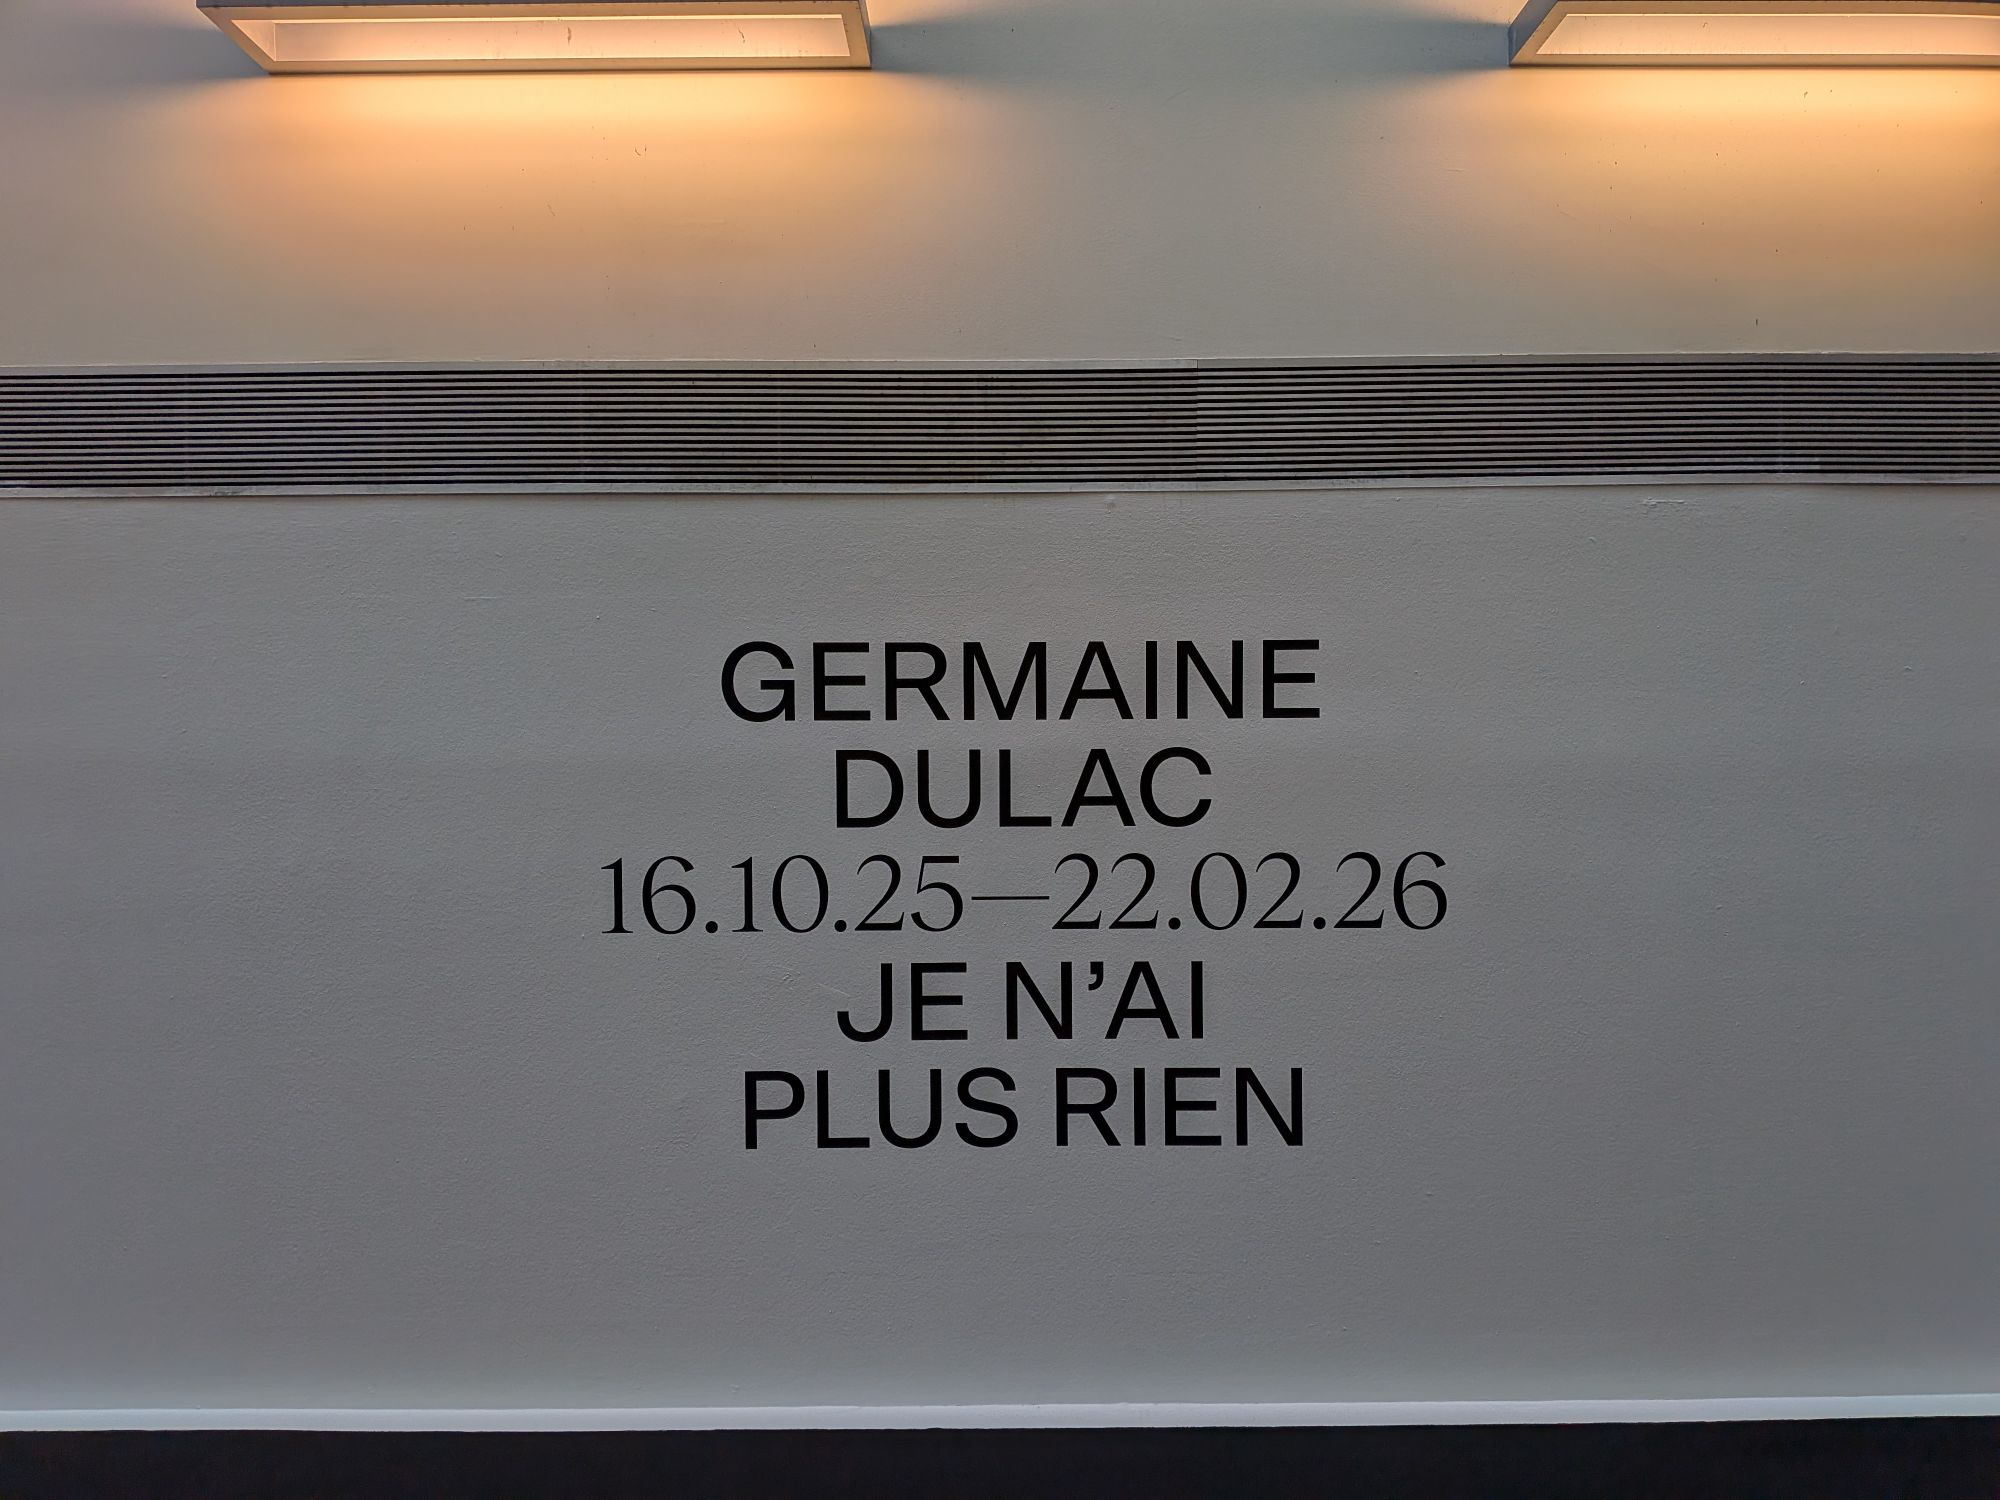 GERMAINE
DULAC
16.10.25—22.02.26
JE N’AI
PLUS RIEN